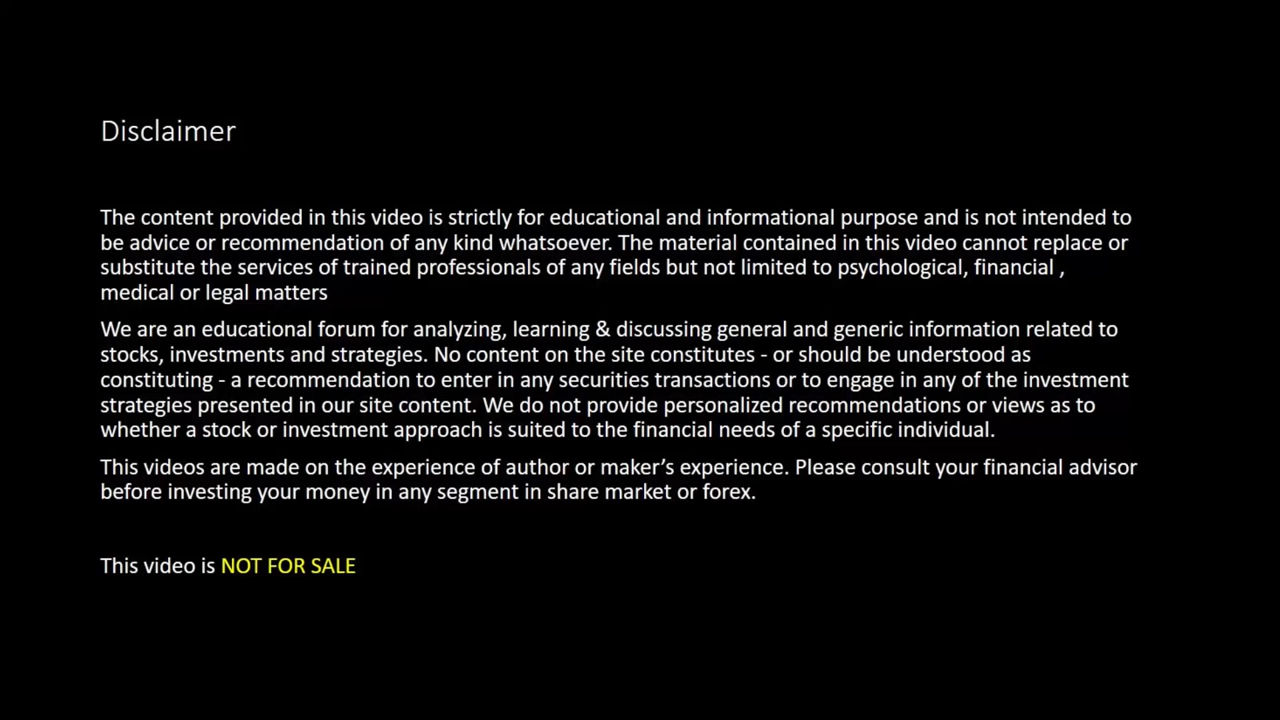 Disclaimer
The content provided in this video is strictly for educational and informational purpose and is not intended to
be advice or recommendation of any kind whatsoever. The material contained in this video cannot replace or
substitute the services of trained professionals of any fields but not limited to psychological, financial ,
medical or legal matters
We are an educational forum for analyzing, learning & discussing general and generic information related to
stocks, investments and strategies. No content on the site constitutes - or should be understood as
constituting - a recommendation to enter in any securities transactions or to engage in any of the investment
strategies presented in our site content. We do not provide personalized recommendations or views as to
whether a stock or investment approach is suited to the financial needs of a specific individual.
This videos are made on the experience of author or maker’s experience. Please consult your financial advisor
before investing your money in any segment in share market or forex.
This video is NOT FOR SALE